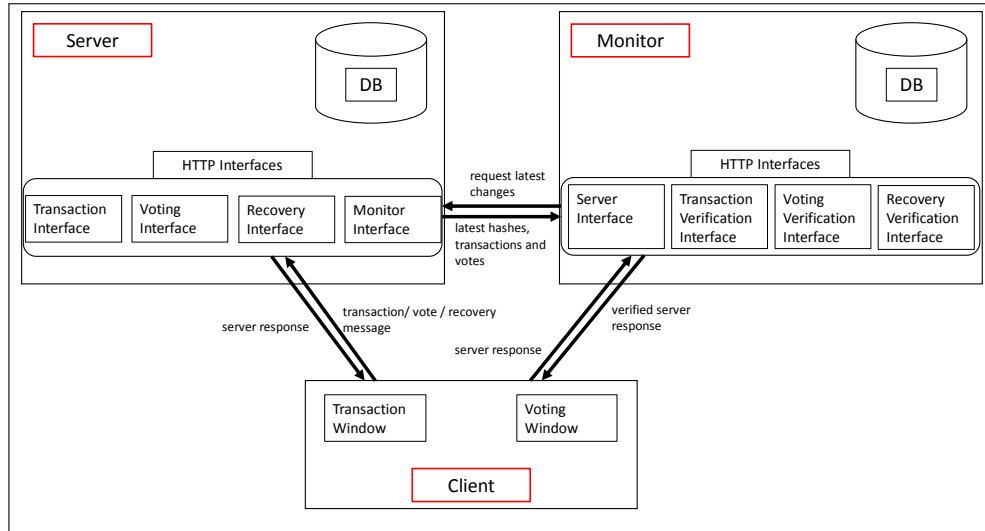 Server
DB
HTTP Interfaces
Transaction
Interface
Voting
Interface
Recovery
Interface
Monitor
Interface
request latest
changes
latest hashes,
transactions and
votes
Monitor
DB
HTTP Interfaces
Server
Interface
Transaction
Verification
Interface
Voting
Verification
Interface
Recovery
Verification
Interface
server response
transaction/ vote / recovery
message
server response
verified server
response
Transaction
Window
Voting
Window
Client